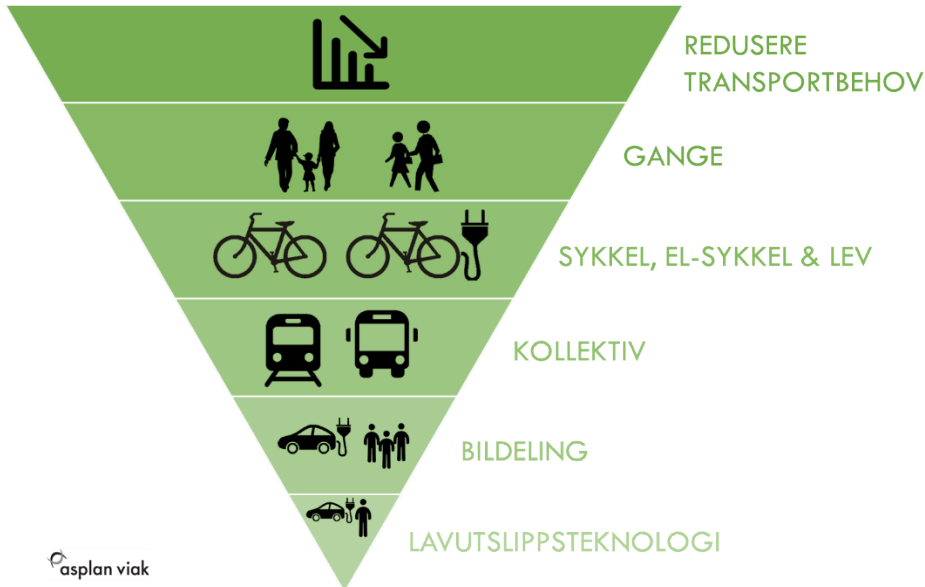 REDUSERE
TRANSPORTBEHOV
GANGE
SYKKEL, EL-SYKKEL & LEV
KOLLEKTIV
BILDELING
LAVUTSLIPPSTEKNOLOGI
asplan viak